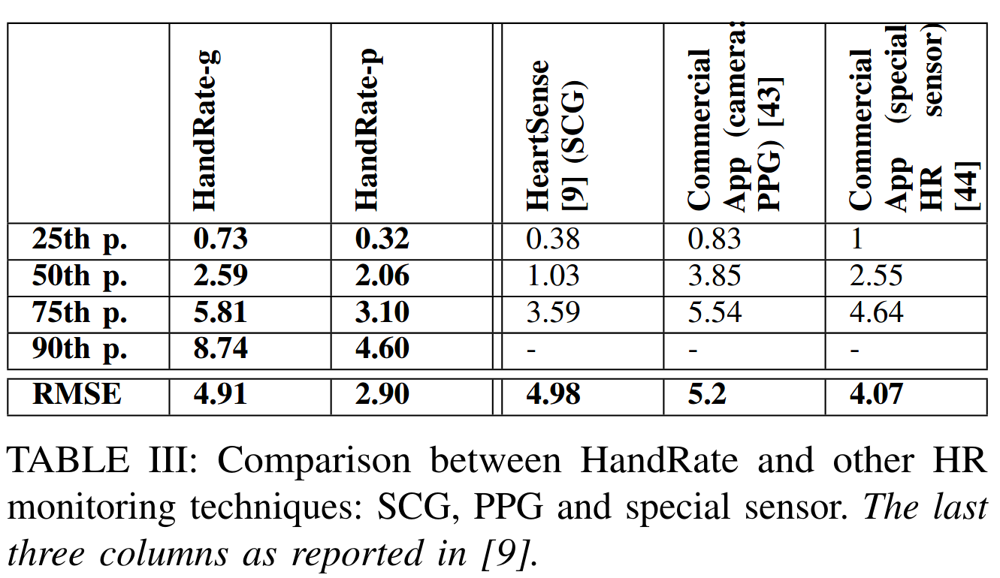 HandRate-g HandRate-p HeartSense [9] (SCG) Commercial App (camera: PPG) [43] Commercial App (special HR sensor) [44]
25th p. 0.73 0.32 0.38 0.83 1
50th p. 2.59 2.06 1.03 3.85 2.55
75th p. 5.81 3.10 3.59 5.54 4.64
90th p. 8.74 4.60 - - -
RMSE 4.91 2.90 4.98 5.2 4.07
TABLE III: Comparison between HandRate and other HR
monitoring techniques: SCG, PPG and special sensor. The last
three columns as reported in [9].